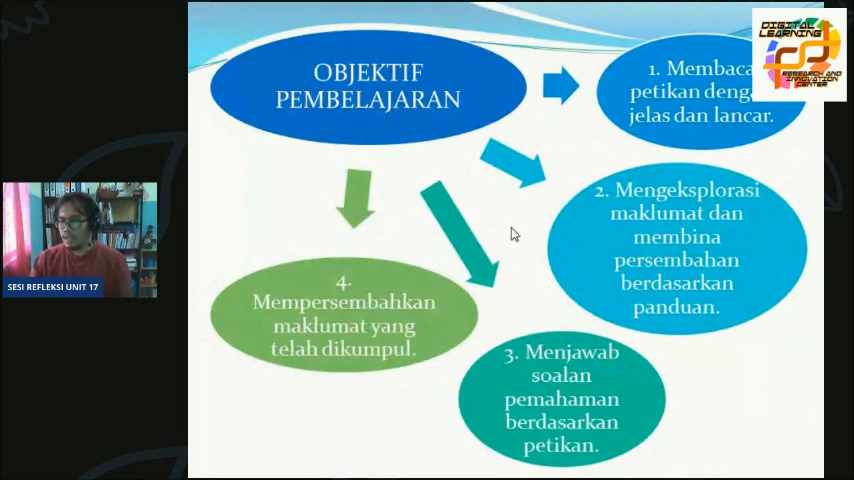 OBJEKTIF
PEMBELAJARAN
1. Membaca
petikan
jelas dan lancar.
2. Mengeksplorasi
maklumat dan
membina
persembahan
berdasarkan
panduan.
3. Menjawab
soalan
pemahaman
berdasarkan
petikan.
4.
Mempersembahkan
maklumat yang
telah dikumpul.
SESI REFLEKSI UNIT 17
DIGITAL
LEARNING
RESEARCH AND
INNOVATION
CENTER